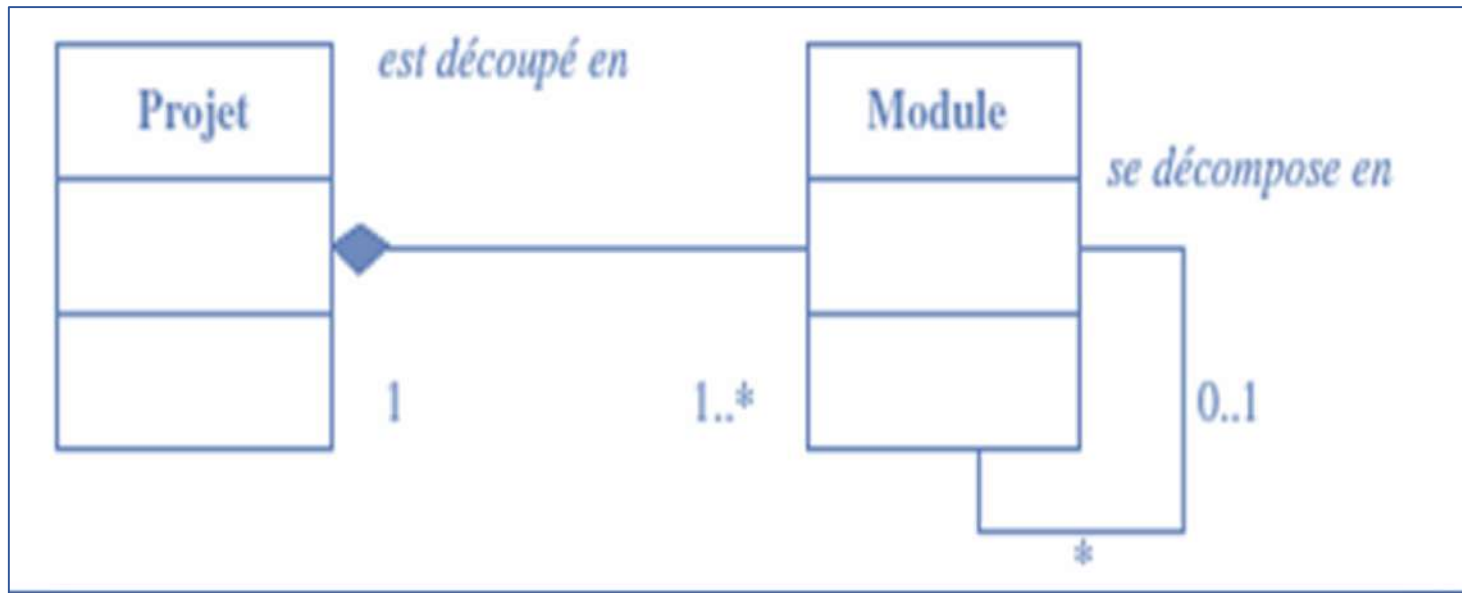 est découpé en
Projet
Module
se décompose en
1
1..*
0..1
*